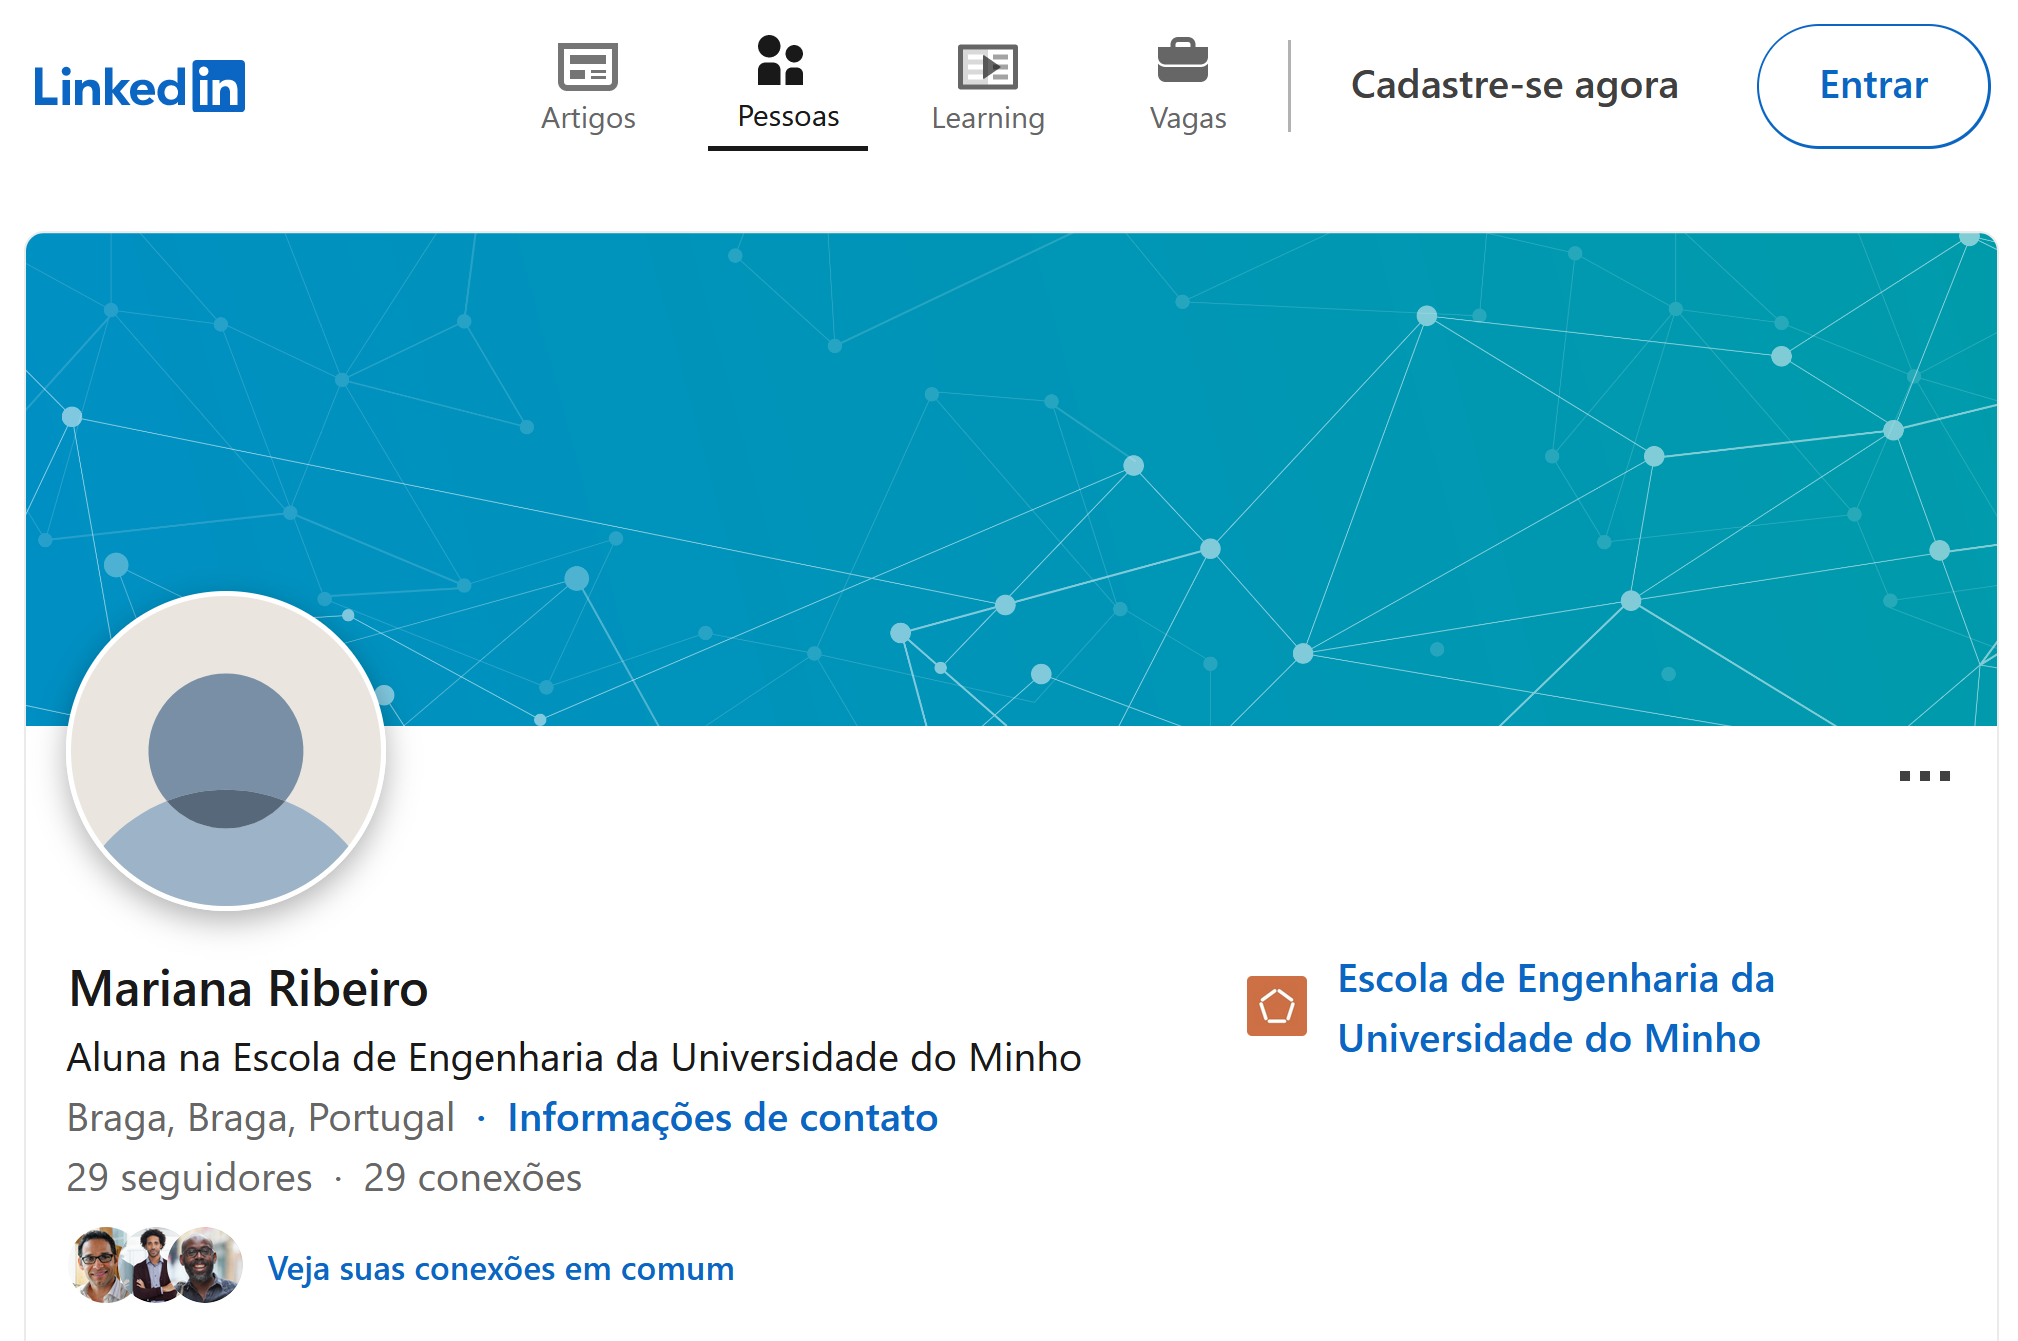 Linkedin
Artigos
Pessoas
Learning
Vagas
Cadastre-se agora
Entrar
Mariana Ribeiro
Aluna na Escola de Engenharia da Universidade do Minho
Braga, Braga, Portugal · Informações de contato
29 seguidores · 29 conexões
Veja suas conexões em comum
Escola de Engenharia da
Universidade do Minho